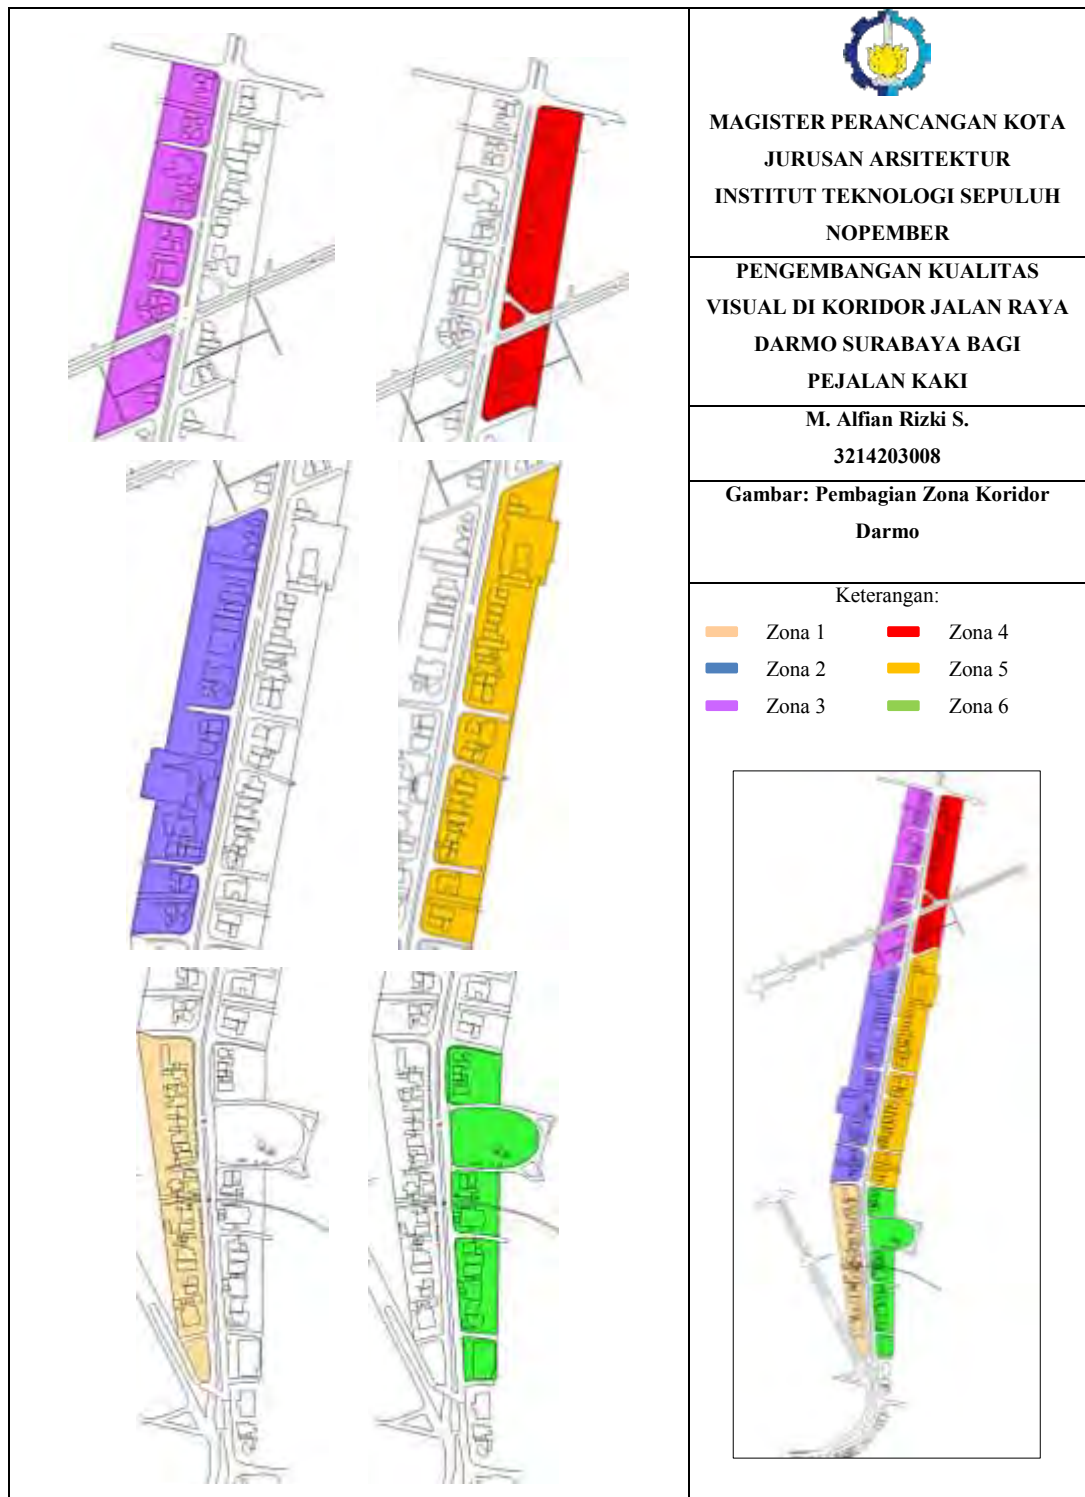 MAGISTER PERANCANGAN KOTA
JURUSAN ARSITEKTUR
INSTITUT TEKNOLOGI SEPULUH
NOPEMBER
PENGEMBANGAN KUALITAS
VISUAL DI KORIDOR JALAN RAYA
DARMO SURABAYA BAGI
PEJALAN KAKI
M. Alfian Rizki S.
3214203008
Gambar: Pembagian Zona Koridor
Darmo
Keterangan:
Zona 1 Zona 4
Zona 2 Zona 5
Zona 3 Zona 6